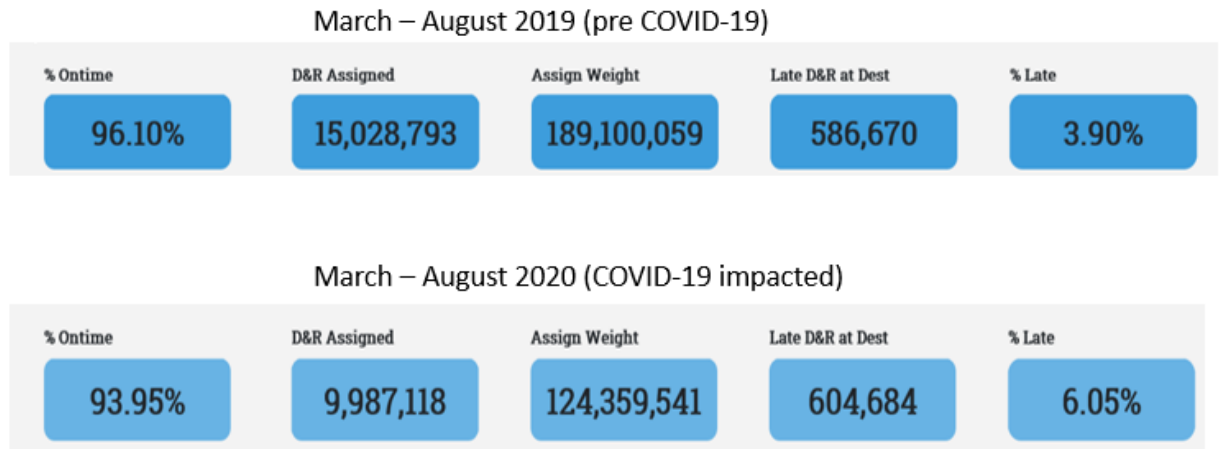 March – August 2019 (pre COVID-19)
% Ontime D&R Assigned Assign Weight Late D&R at Dest % Late
96.10% 15,028,793 189,100,059 586,670 3.90%
March – August 2020 (COVID-19 impacted)
% Ontime D&R Assigned Assign Weight Late D&R at Dest % Late
93.95% 9,987,118 124,359,541 604,684 6.05%